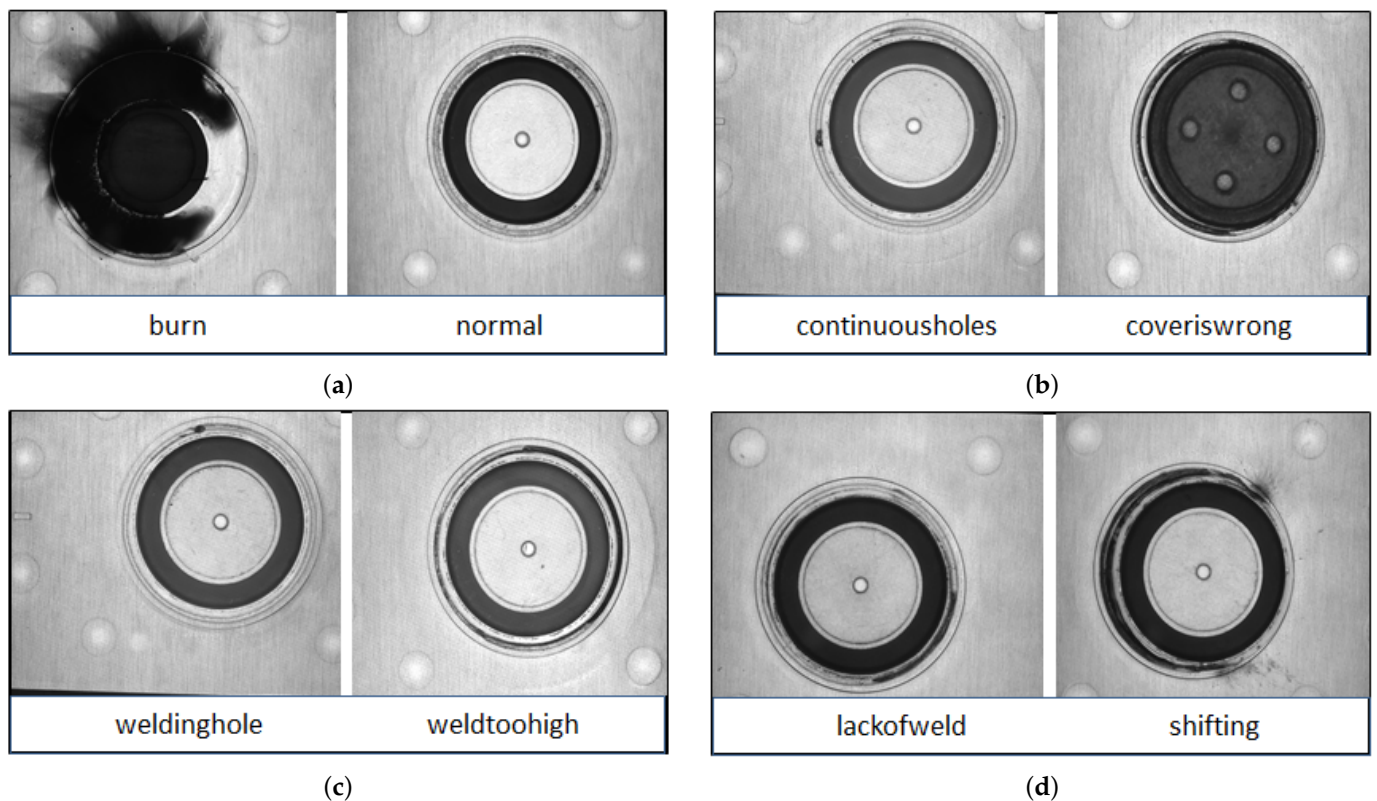 burn
normal
(a)
continuousholes
coveriswrong
(b)
weldinghole
weldtoohigh
(c)
lackofweld
shifting
(d)